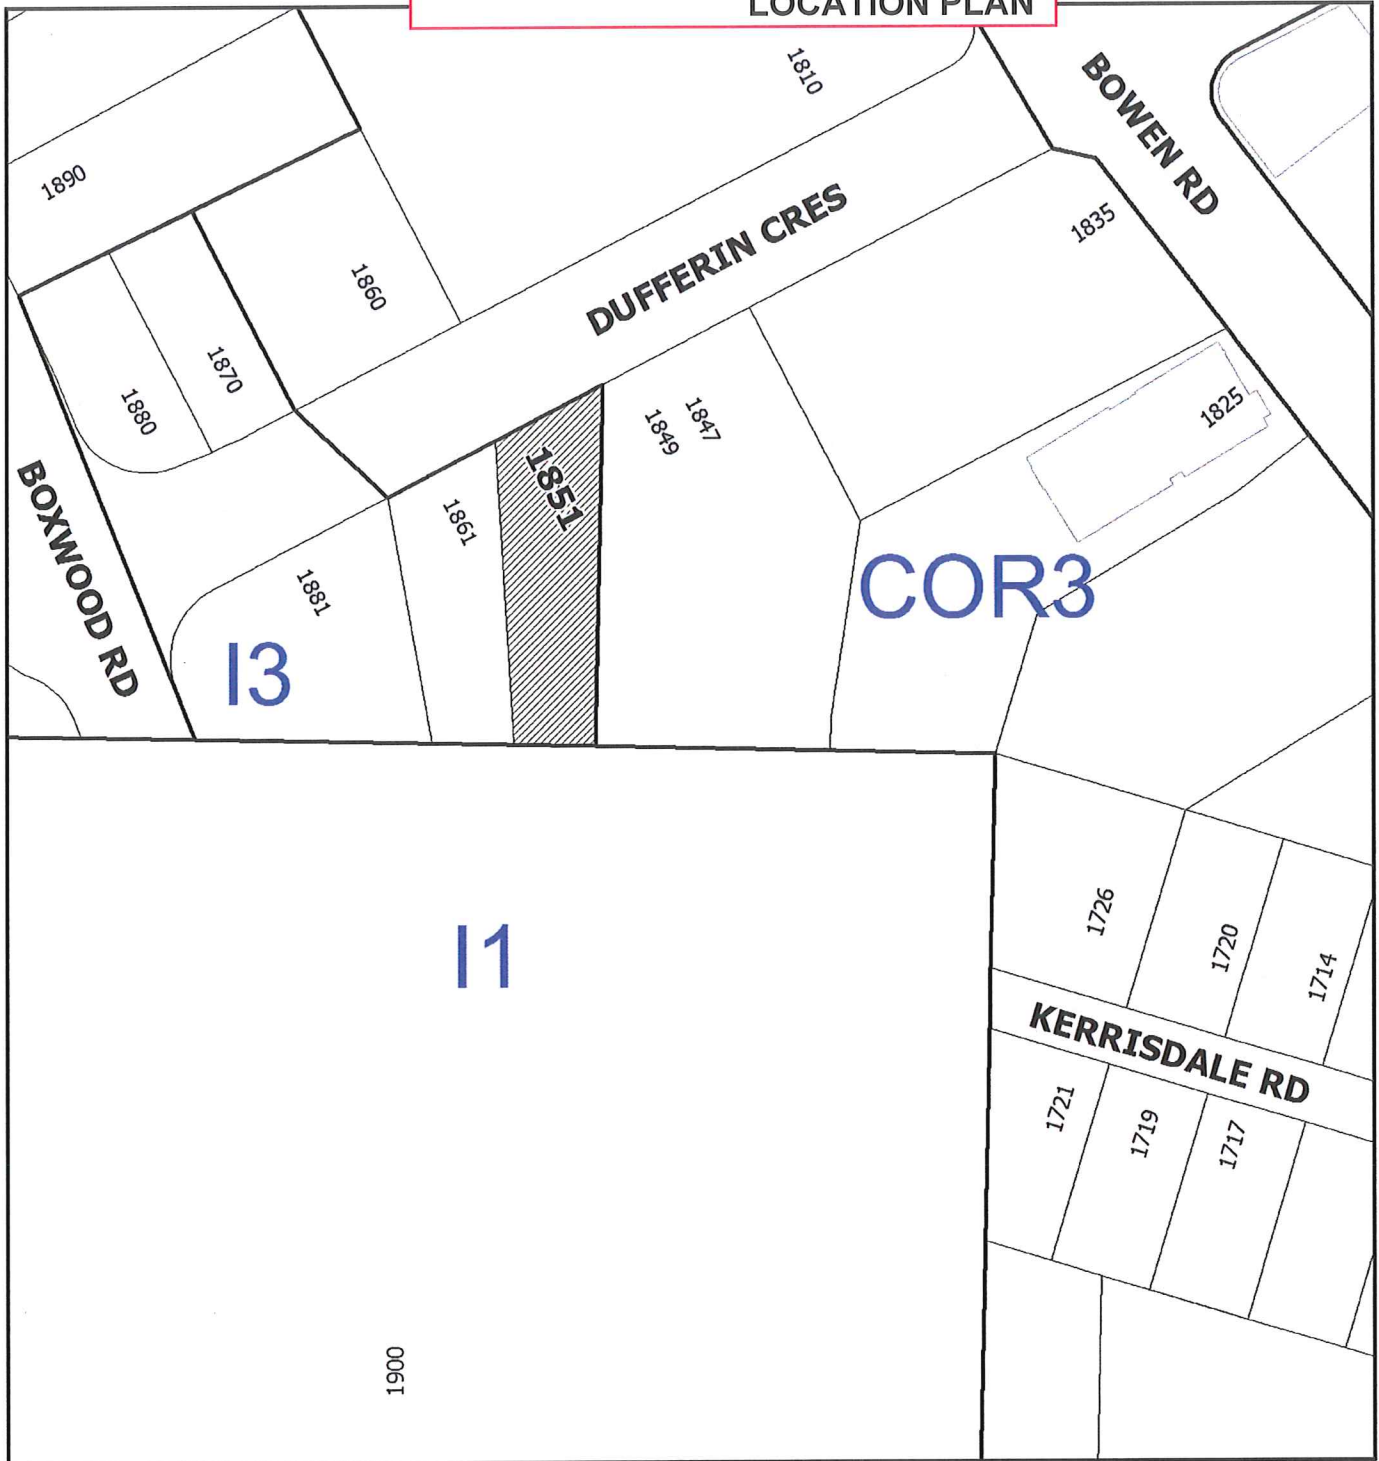 LOCATION PLAN
1810
BOWEN RD
1890
DUFFERIN CRES
1835
1860
1870
1880
1847
1849
1825
1851
1861
BOXWOOD RD
1881
COR3
I3
1726
I1
1720
1714
KERRISDALE RD
1721
1719
1717
1900